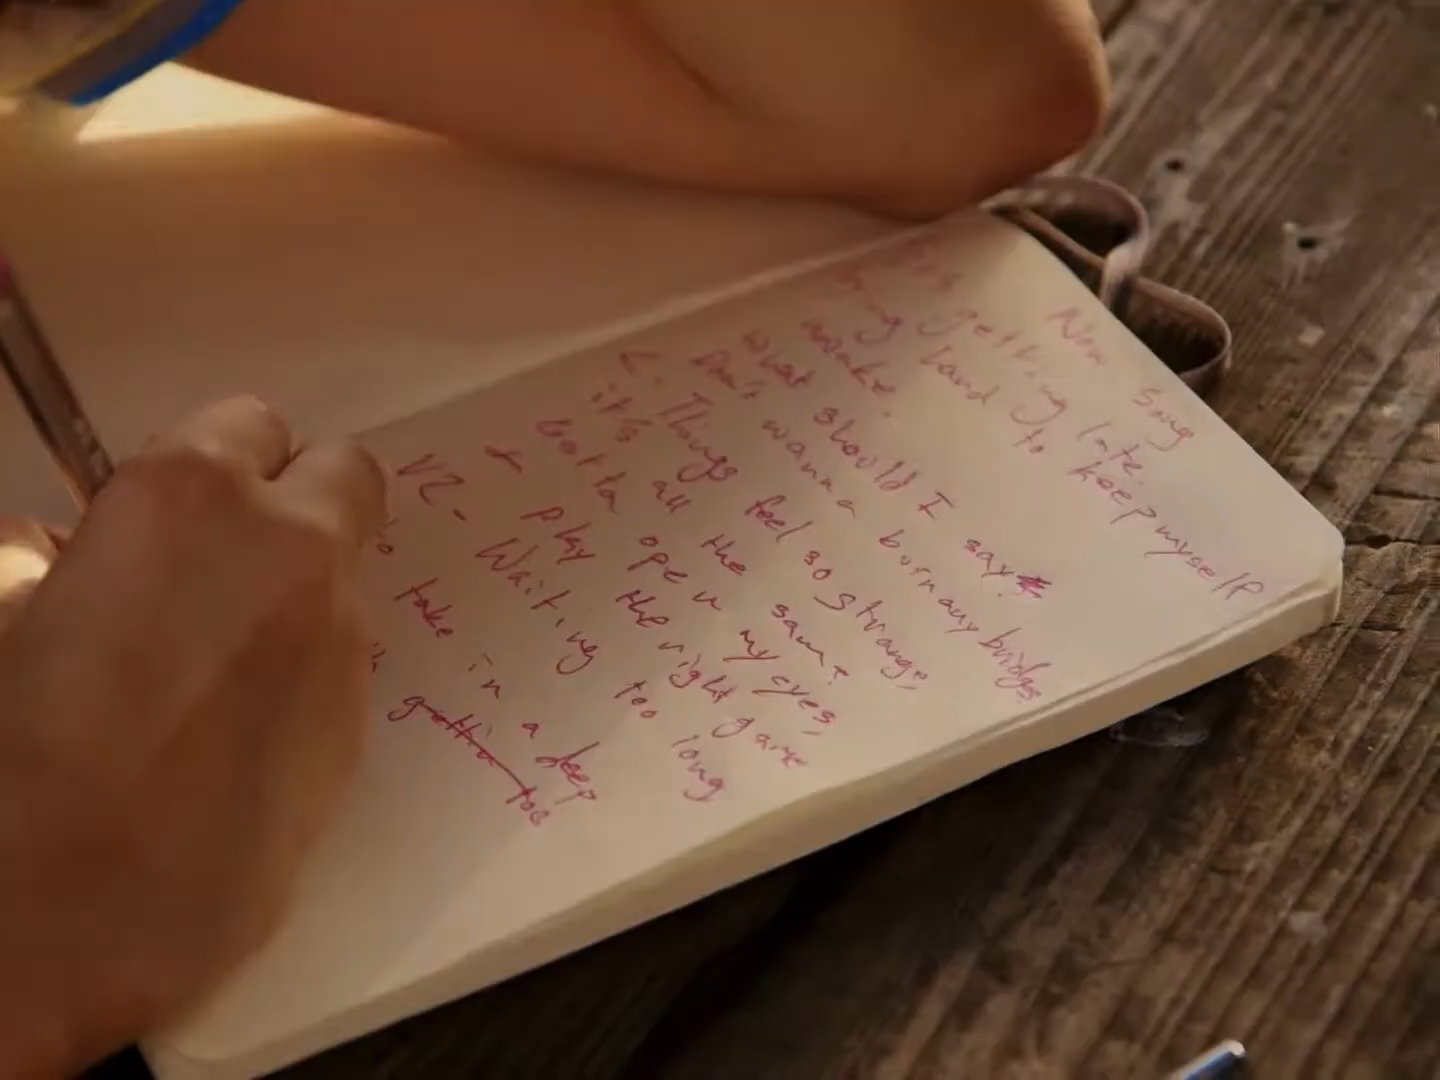 New song
It's getting late.
Trying hard to keep myself
awake.
What should I say?
Don't wanna burn any bridges.
C. Things feel so strange,
it's all the same.
Gotta open my eyes,
& play the right game
V2 - Waiting too long
to take in a deep
getting too